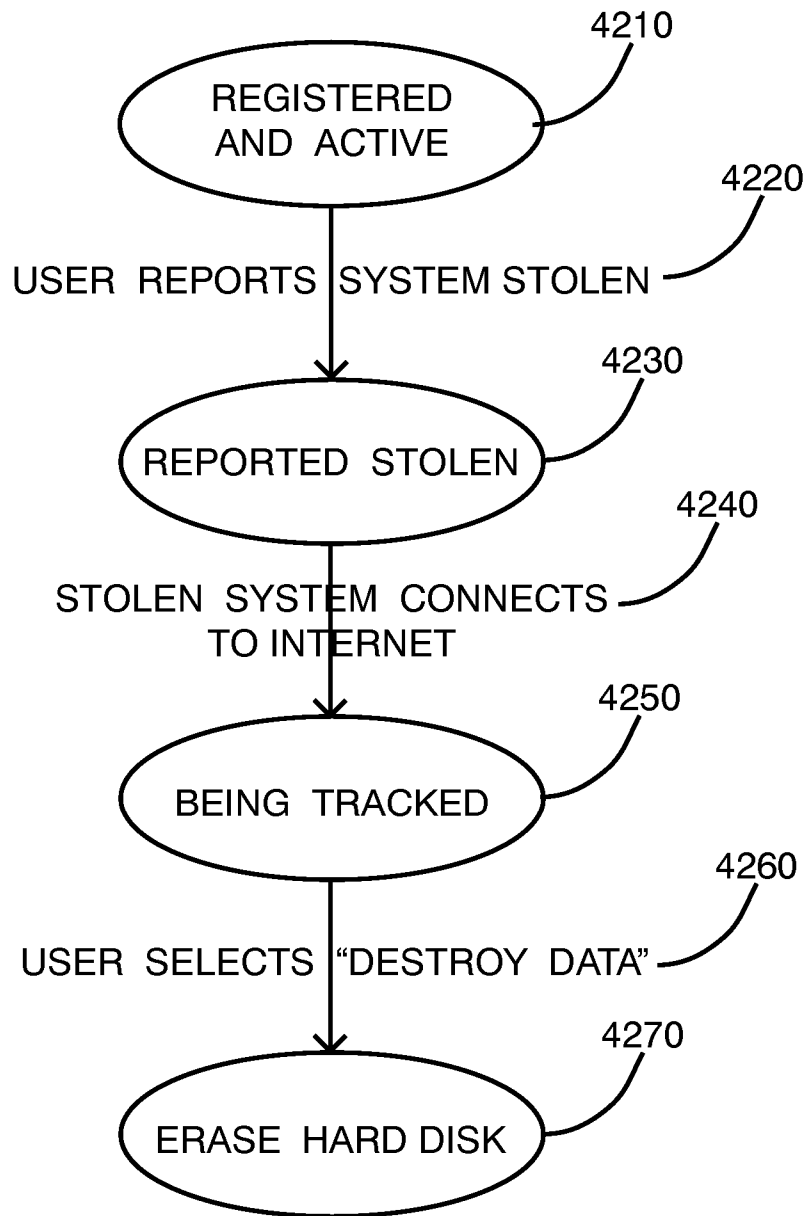 4210
REGISTERED
AND ACTIVE
4220
USER REPORTS SYSTEM STOLEN
4230
REPORTED STOLEN
4240
STOLEN SYSTEM CONNECTS
TO INTERNET
4250
BEING TRACKED
4260
USER SELECTS “DESTROY DATA”
4270
ERASE HARD DISK